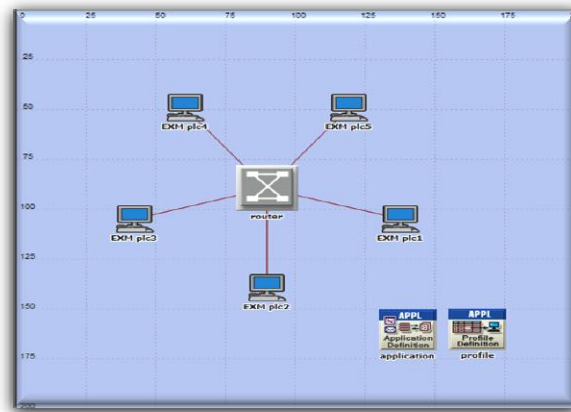 0 25 50 75 100 125 150 175
25
50
EXM plc4 EXM plc5
75
router
100
EXM plc3 EXM plc1
125
EXM plc2
150
APPL APPL
Application Definition Profile Definition
application profile
175
200